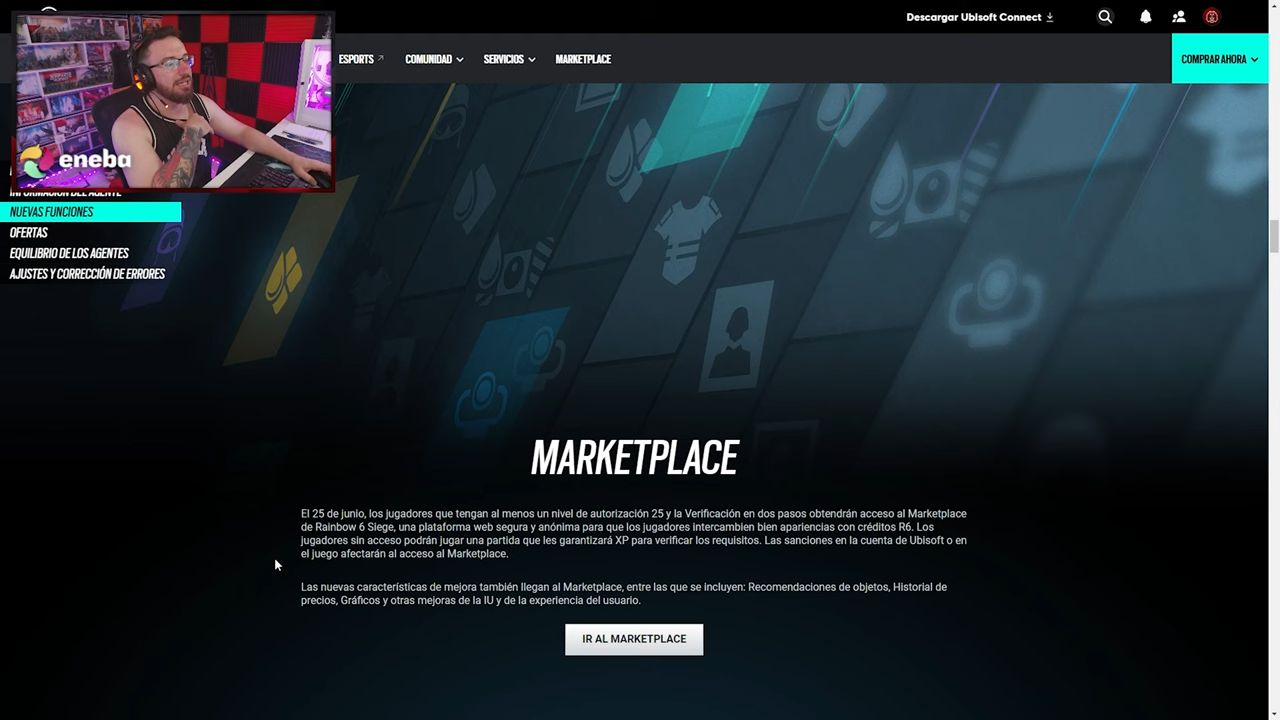 Descargar Ubisoft Connect
ESPORTS
COMUNIDAD
SERVICIOS
MARKETPLACE
COMPRAR AHORA
eneba
INFORMACIÓN DEL AGENTE
NUEVAS FUNCIONES
OFERTAS
EQUILIBRIO DE LOS AGENTES
AJUSTES Y CORRECCIÓN DE ERRORES
MARKETPLACE
El 25 de junio, los jugadores que tengan al menos un nivel de autorización 25 y la Verificación en dos pasos obtendrán acceso al Marketplace
de Rainbow 6 Siege, una plataforma web segura y anónima para que los jugadores intercambien bien apariencias con créditos R6. Los
jugadores sin acceso podrán jugar una partida que les garantizará XP para verificar los requisitos. Las sanciones en la cuenta de Ubisoft o en
el juego afectarán al acceso al Marketplace.
Las nuevas características de mejora también llegan al Marketplace, entre las que se incluyen: Recomendaciones de objetos, Historial de
precios, Gráficos y otras mejoras de la IU y de la experiencia del usuario.
IR AL MARKETPLACE